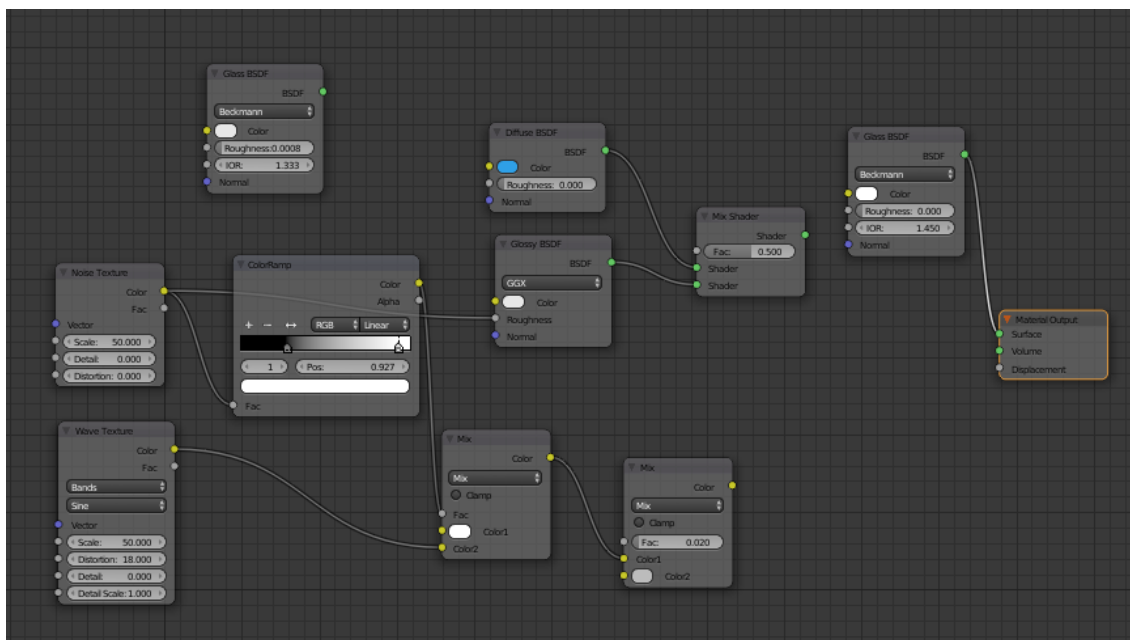 Glass BSDF
BSDF
Beckmann
Color
Roughness:0.0008
IOR: 1.333
Normal
Diffuse BSDF
BSDF
Color
Roughness: 0.000
Normal
Glass BSDF
BSDF
Beckmann
Color
Roughness: 0.000
IOR: 1.450
Normal
Mix Shader
Shader
Fac: 0.500
Shader
Shader
Glossy BSDF
BSDF
GGX
Color
Roughness
Normal
Noise Texture
Color
Fac
Vector
Scale: 50.000
Detail: 0.000
Distortion: 0.000
ColorRamp
Color
Alpha
RGB Linear
1 Pos: 0.927
Fac
Material Output
Surface
Volume
Displacement
Wave Texture
Color
Fac
Bands
Sine
Vector
Scale: 50.000
Distortion: 18.000
Detail: 0.000
Detail Scale: 1.000
Mix
Color
Mix
Clamp
Fac
Color1
Color2
Mix
Color
Mix
Clamp
Fac: 0.020
Color1
Color2